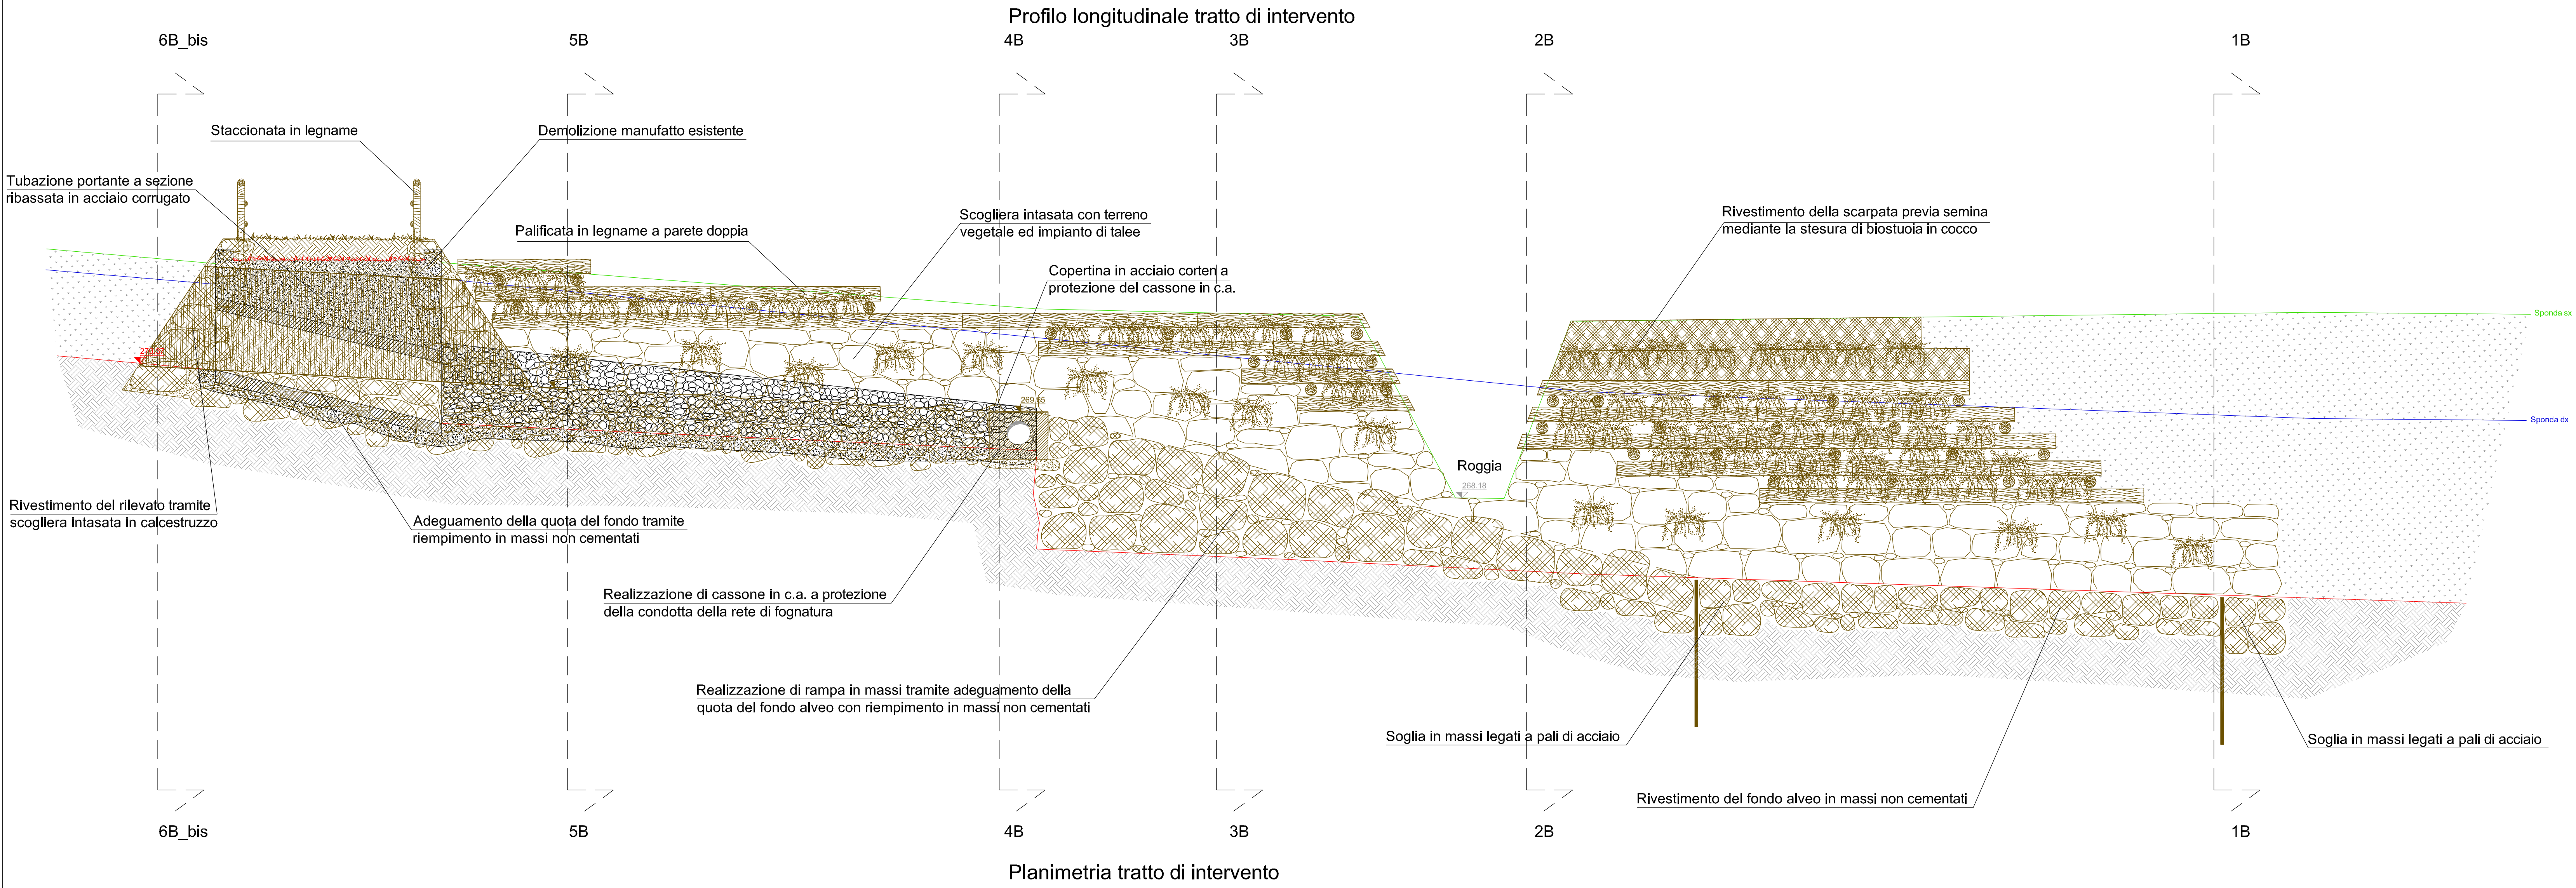 Profilo longitudinale tratto di intervento
6B_bis
5B
4B
3B
2B
1B
Staccionata in legname
Demolizione manufatto esistente
Tubazione portante a sezione
ribassata in acciaio corrugato
Palificata in legname a parete doppia
Scogliera intasata con terreno
vegetale ed impianto di talee
Rivestimento della scarpata previa semina
mediante la stesura di biostuoia in cocco
Copertina in acciaio corten a
protezione del cassone in c.a.
Sponda sx
269.65
Sponda dx
Roggia
268.18
Rivestimento del rilevato tramite
scogliera intasata in calcestruzzo
Adeguamento della quota del fondo tramite
riempimento in massi non cementati
Realizzazione di cassone in c.a. a protezione
della condotta della rete di fognatura
Realizzazione di rampa in massi tramite adeguamento della
quota del fondo alveo con riempimento in massi non cementati
Soglia in massi legati a pali di acciaio
Soglia in massi legati a pali di acciaio
Rivestimento del fondo alveo in massi non cementati
6B_bis
5B
4B
3B
2B
1B
Planimetria tratto di intervento